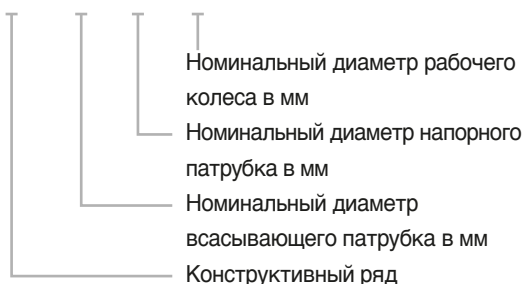 Номинальный диаметр рабочего
колеса в мм
Номинальный диаметр напорного
патрубка в мм
Номинальный диаметр
всасывающего патрубка в мм
Конструктивный ряд